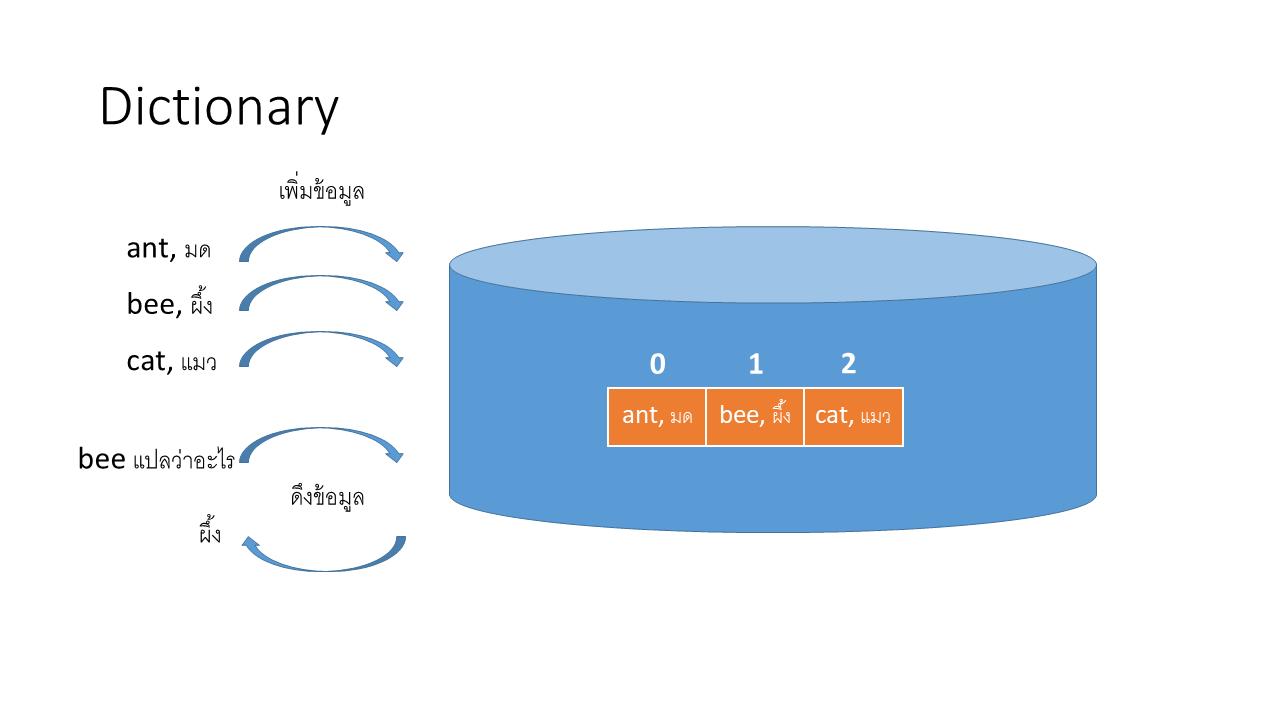 Dictionary
เพิ่มข้อมูล
ant, มด
bee, ผึ้ง
cat, แมว
0 1 2
ant, มด bee, ผึ้ง cat, แมว
bee แปลว่าอะไร
ดึงข้อมูล
ผึ้ง